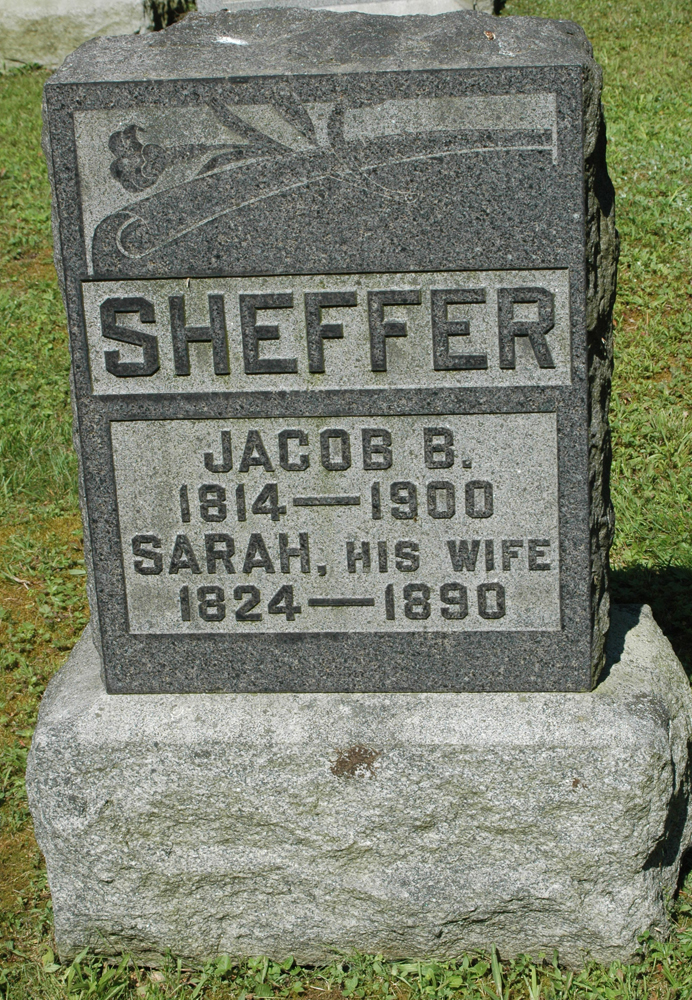 SHEFFER
JACOB B.
1814—1900
SARAH, HIS WIFE
1824—1890